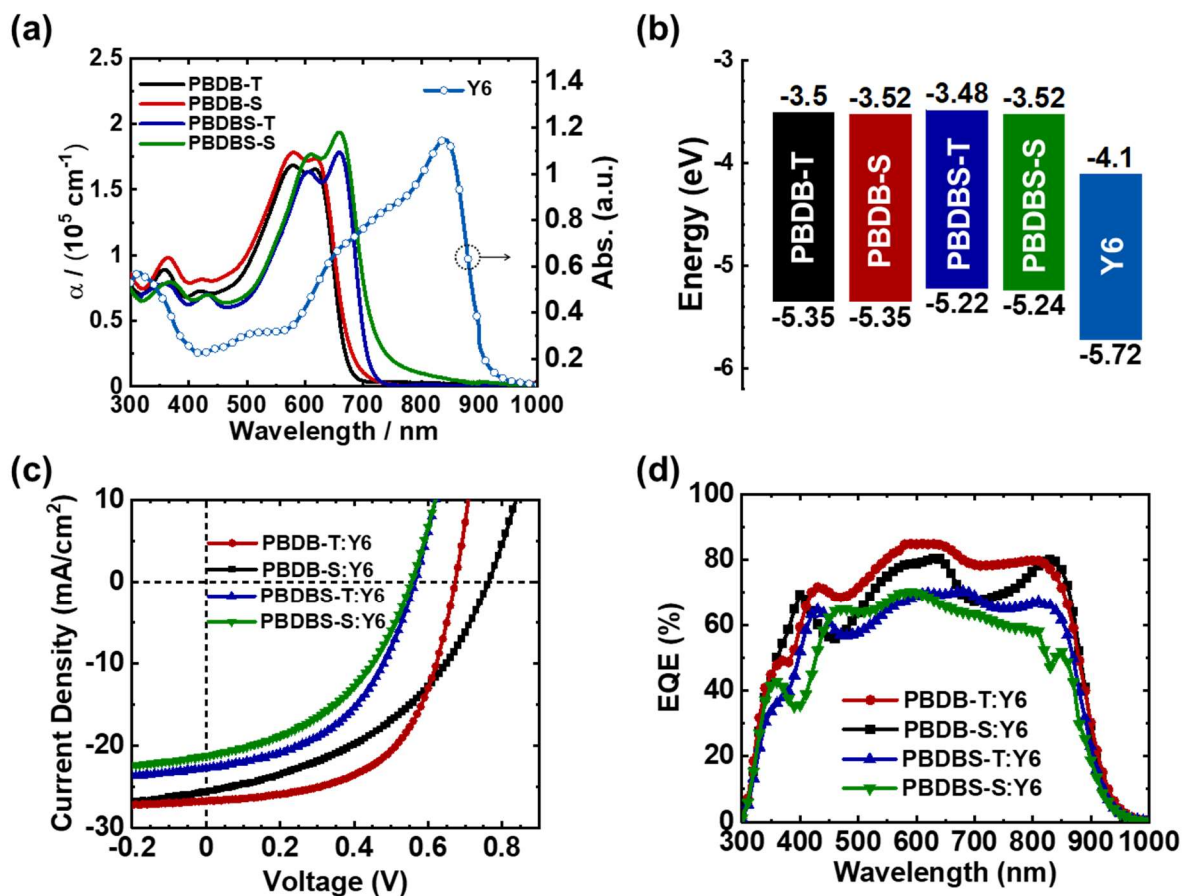 (a)
2.5
2
1.5
1
0.5
0
α / (10⁵ cm⁻¹)
PBDB-T
PBDB-S
PBDBS-T
PBDBS-S
Y6
1.4
1.2
1
0.8
0.6
0.4
0.2
Abs. (a.u.)
300 400 500 600 700 800 900 1000
Wavelength / nm
(b)
-3
-4
-5
-6
Energy (eV)
-3.5 -3.52 -3.48 -3.52
-4.1
PBDB-T
PBDB-S
PBDBS-T
PBDBS-S
Y6
-5.35 -5.35 -5.22 -5.24
-5.72
(c)
10
0
-10
-20
-30
Current Density (mA/cm²)
PBDB-T:Y6
PBDB-S:Y6
PBDBS-T:Y6
PBDBS-S:Y6
-0.2 0 0.2 0.4 0.6 0.8
Voltage (V)
(d)
100
80
60
40
20
0
EQE (%)
PBDB-T:Y6
PBDB-S:Y6
PBDBS-T:Y6
PBDBS-S:Y6
300 400 500 600 700 800 900 1000
Wavelength (nm)